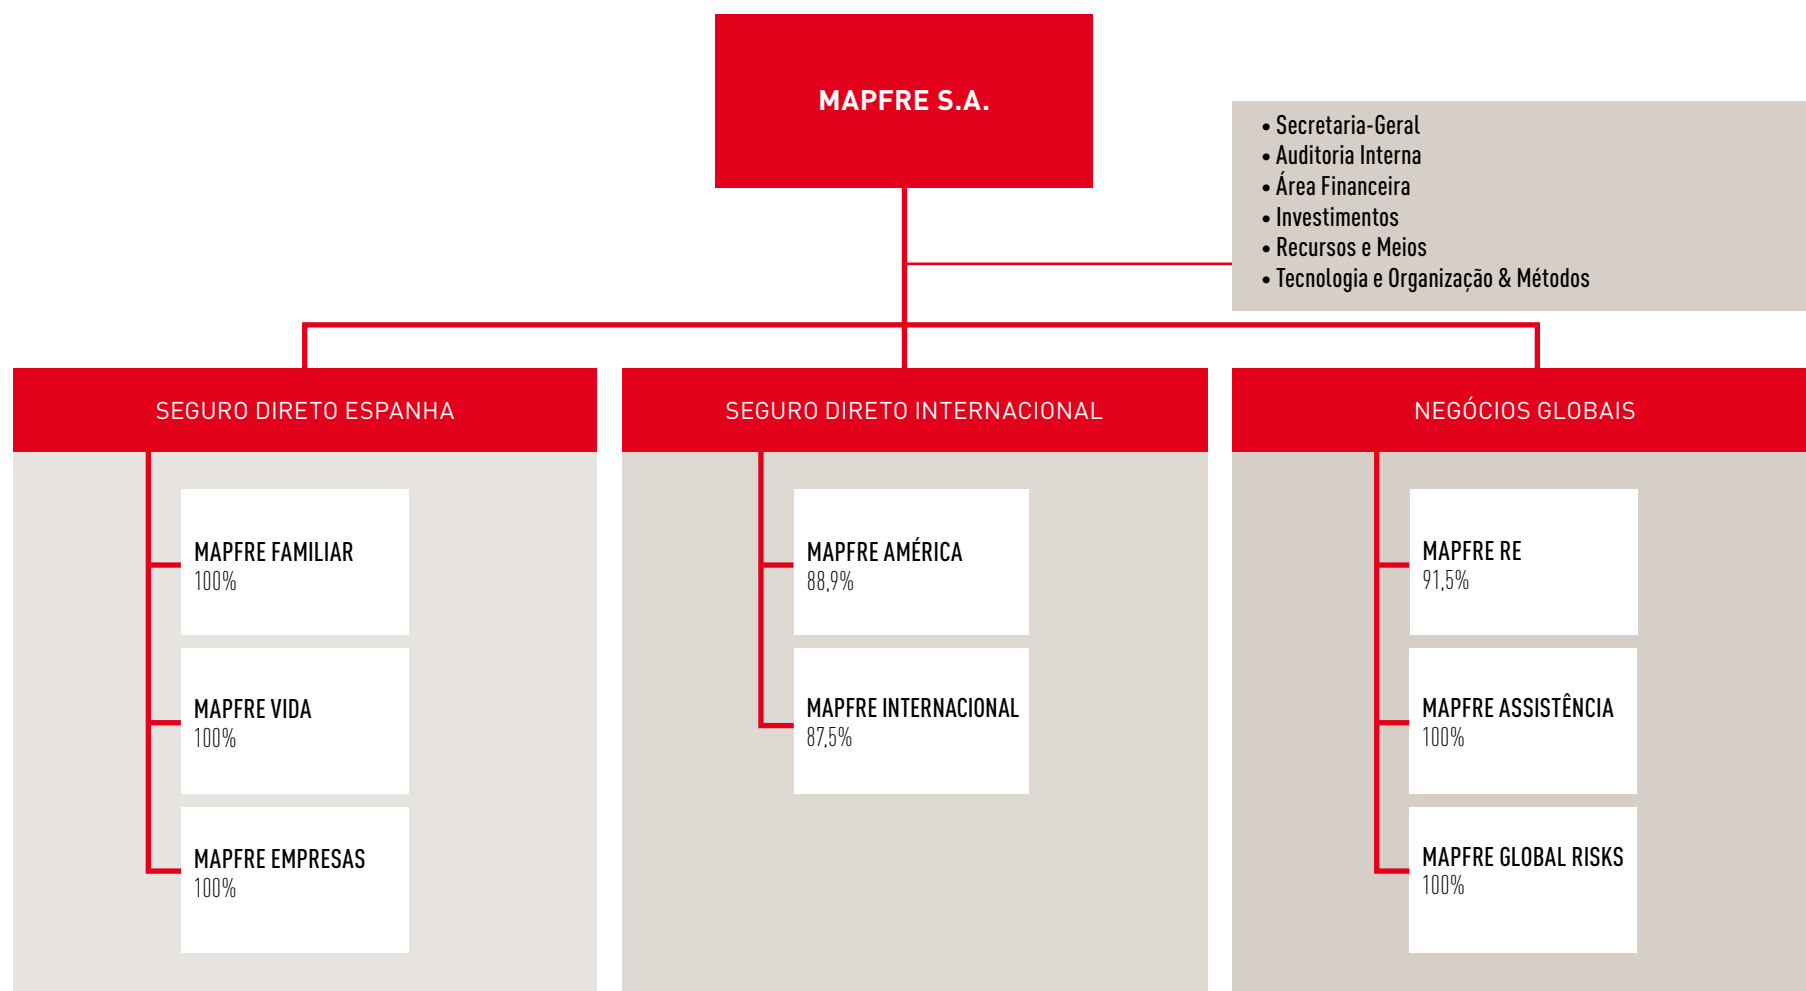 MAPFRE S.A.
• Secretaria-Geral
• Auditoria Interna
• Área Financeira
• Investimentos
• Recursos e Meios
• Tecnologia e Organização & Métodos
SEGURO DIRETO ESPANHA
MAPFRE FAMILIAR
100%
MAPFRE VIDA
100%
MAPFRE EMPRESAS
100%
SEGURO DIRETO INTERNACIONAL
MAPFRE AMÉRICA
88,9%
MAPFRE INTERNACIONAL
87,5%
NEGÓCIOS GLOBAIS
MAPFRE RE
91,5%
MAPFRE ASSISTÊNCIA
100%
MAPFRE GLOBAL RISKS
100%